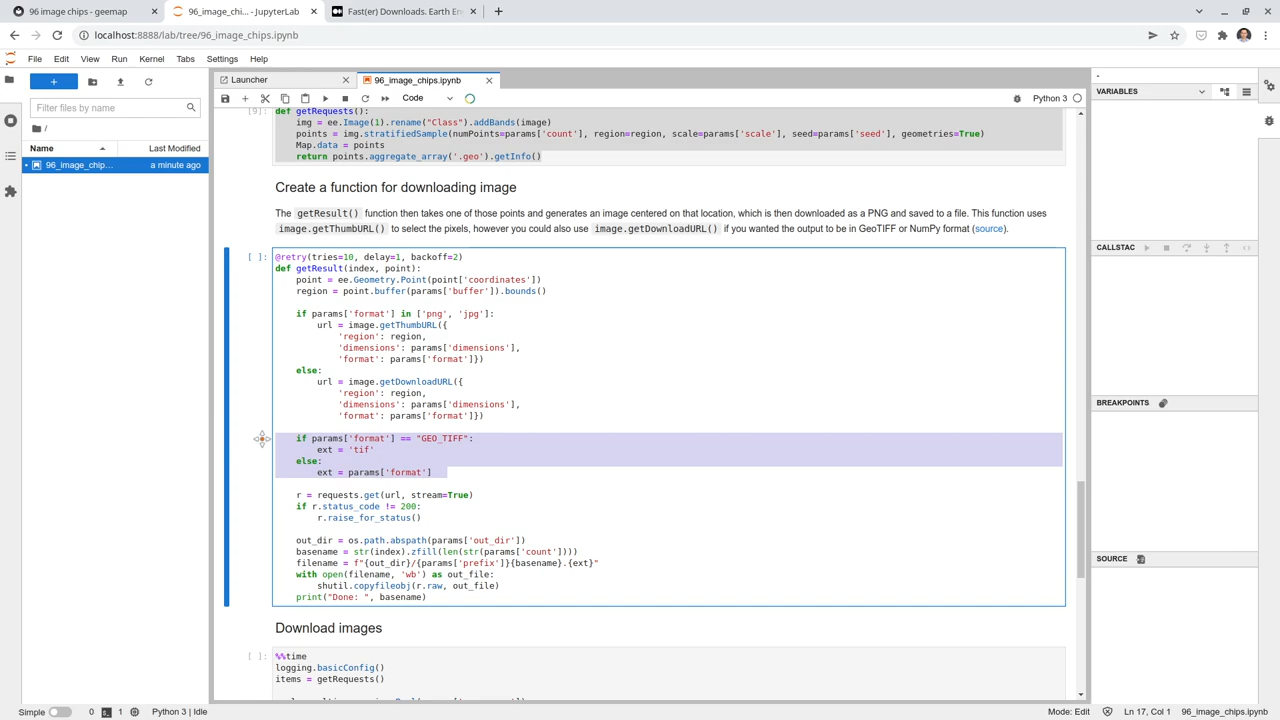 96 image chips - geemap
96_image_chi... - JupyterLab
Fast(er) Downloads. Earth En
localhost:8888/lab/tree/96_image_chips.ipynb
File Edit View Run Kernel Tabs Settings Help
Launcher
96_image_chips.ipynb
Code
Python 3
Filter files by name
/
Name
Last Modified
96_image_chip...
a minute ago
[9]:
def getRequests():
img = ee.Image(1).rename("Class").addBands(image)
points = img.stratifiedSample(numPoints=params['count'], region=region, scale=params['scale'], seed=params['seed'], geometries=True)
Map.data = points
return points.aggregate_array('.geo').getInfo()
Create a function for downloading image
The getResult() function then takes one of those points and generates an image centered on that location, which is then downloaded as a PNG and saved to a file. This function uses
image.getThumbURL() to select the pixels, however you could also use image.getDownloadURL() if you wanted the output to be in GeoTIFF or NumPy format (source).
[ ]:
@retry(tries=10, delay=1, backoff=2)
def getResult(index, point):
point = ee.Geometry.Point(point['coordinates'])
region = point.buffer(params['buffer']).bounds()
if params['format'] in ['png', 'jpg']:
url = image.getThumbURL({
'region': region,
'dimensions': params['dimensions'],
'format': params['format']})
else:
url = image.getDownloadURL({
'region': region,
'dimensions': params['dimensions'],
'format': params['format']})
if params['format'] == "GEO_TIFF":
ext = 'tif'
else:
ext = params['format']
r = requests.get(url, stream=True)
if r.status_code != 200:
r.raise_for_status()
out_dir = os.path.abspath(params['out_dir'])
basename = str(index).zfill(len(str(params['count'])))
filename = f"{out_dir}/{params['prefix']}{basename}.{ext}"
with open(filename, 'wb') as out_file:
shutil.copyfileobj(r.raw, out_file)
print("Done: ", basename)
Download images
[ ]:
%%time
logging.basicConfig()
items = getRequests()
-
VARIABLES
CALLSTAC
BREAKPOINTS
SOURCE
Simple
0
1
Python 3 | Idle
Mode: Edit
Ln 17, Col 1
96_image_chips.ipynb